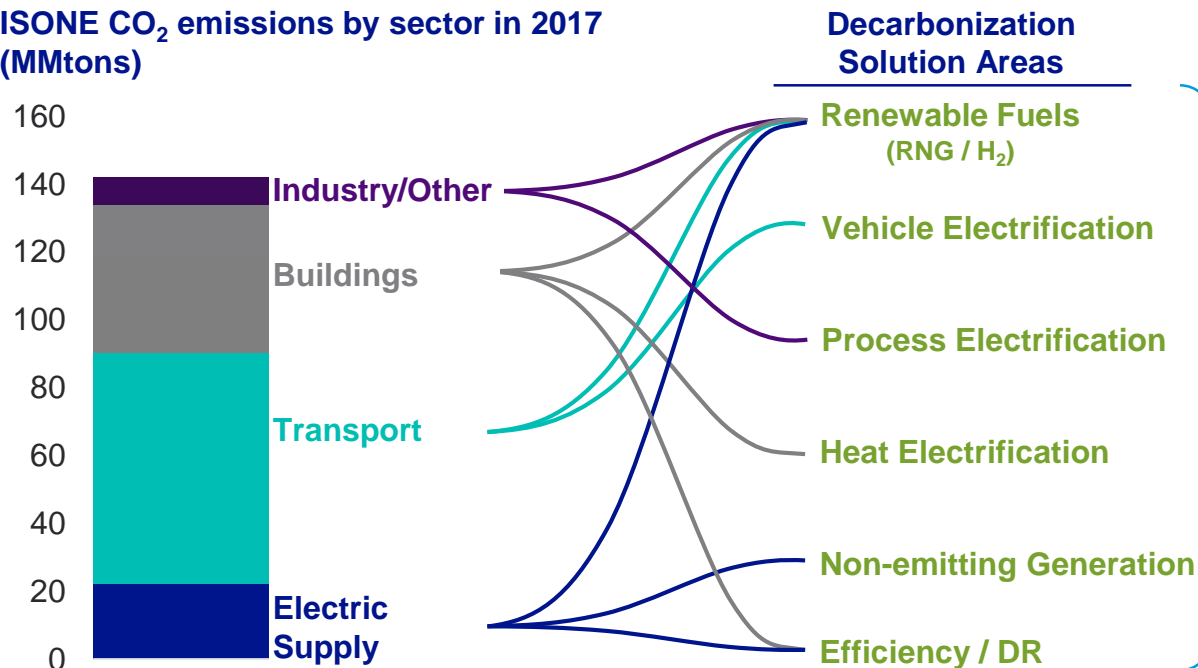 ISONE CO₂ emissions by sector in 2017
(MMtons)
Decarbonization
Solution Areas
160
140
120
100
80
60
40
20
0
Industry/Other
Buildings
Transport
Electric
Supply
Renewable Fuels
(RNG / H₂)
Vehicle Electrification
Process Electrification
Heat Electrification
Non-emitting Generation
Efficiency / DR